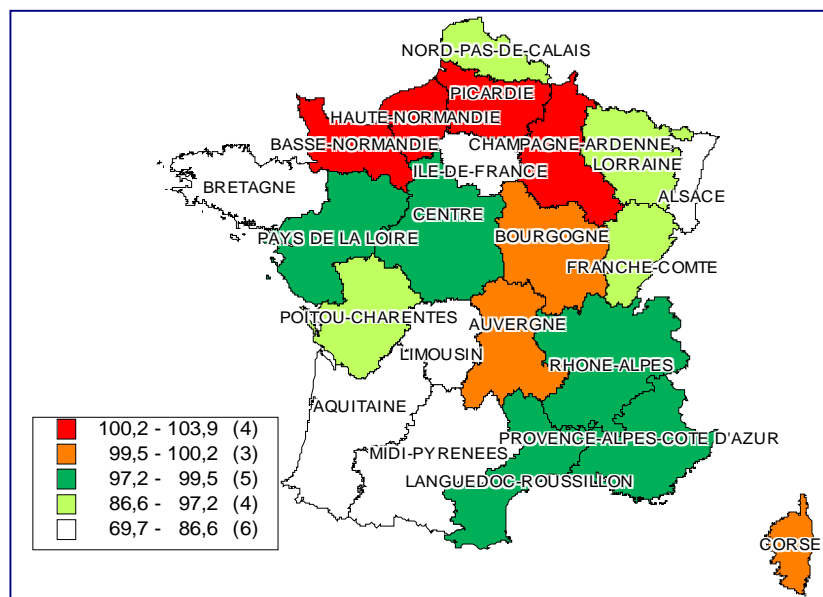 NORD-PAS-DE-CALAIS
PICARDIE
HAUTE-NORMANDIE
BASSE-NORMANDIE
CHAMPAGNE-ARDENNE
LORRAINE
ILE-DE-FRANCE
BRETAGNE
ALSACE
CENTRE
PAYS DE LA LOIRE
BOURGOGNE
FRANCHE-COMTE
POITOU-CHARENTES
AUVERGNE
LIMOUSIN
RHONE-ALPES
AQUITAINE
PROVENCE-ALPES-COTE D'AZUR
MIDI-PYRENEES
LANGUEDOC-ROUSSILLON
CORSE
100,2 - 103,9 (4)
99,5 - 100,2 (3)
97,2 - 99,5 (5)
86,6 - 97,2 (4)
69,7 - 86,6 (6)